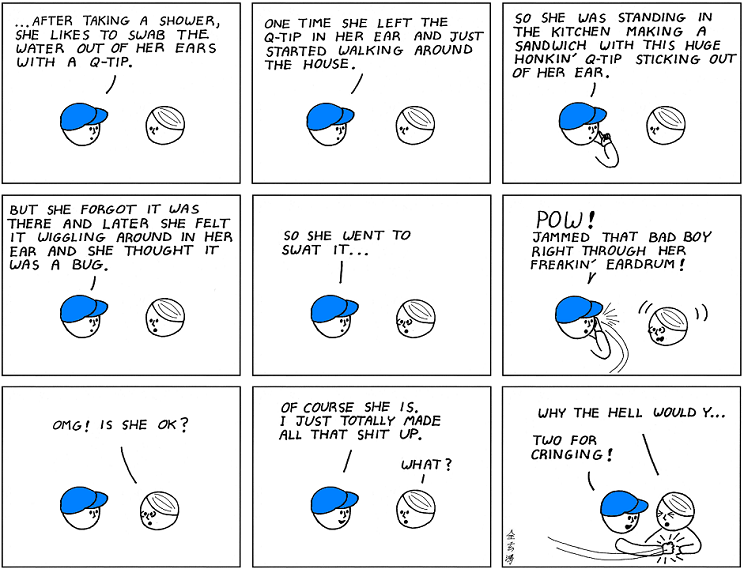 ...AFTER TAKING A SHOWER,
SHE LIKES TO SWAB THE
WATER OUT OF HER EARS
WITH A Q-TIP.
ONE TIME SHE LEFT THE
Q-TIP IN HER EAR AND JUST
STARTED WALKING AROUND
THE HOUSE.
SO SHE WAS STANDING IN
THE KITCHEN MAKING A
SANDWICH WITH THIS HUGE
HONKIN' Q-TIP STICKING OUT
OF HER EAR.
BUT SHE FORGOT IT WAS
THERE AND LATER SHE FELT
IT WIGGLING AROUND IN HER
EAR AND SHE THOUGHT IT
WAS A BUG.
SO SHE WENT TO
SWAT IT...
POW!
JAMMED THAT BAD BOY
RIGHT THROUGH HER
FREAKIN' EARDRUM!
OMG! IS SHE OK?
OF COURSE SHE IS.
I JUST TOTALLY MADE
ALL THAT SHIT UP.
WHAT?
WHY THE HELL WOULD Y...
TWO FOR
CRINGING!